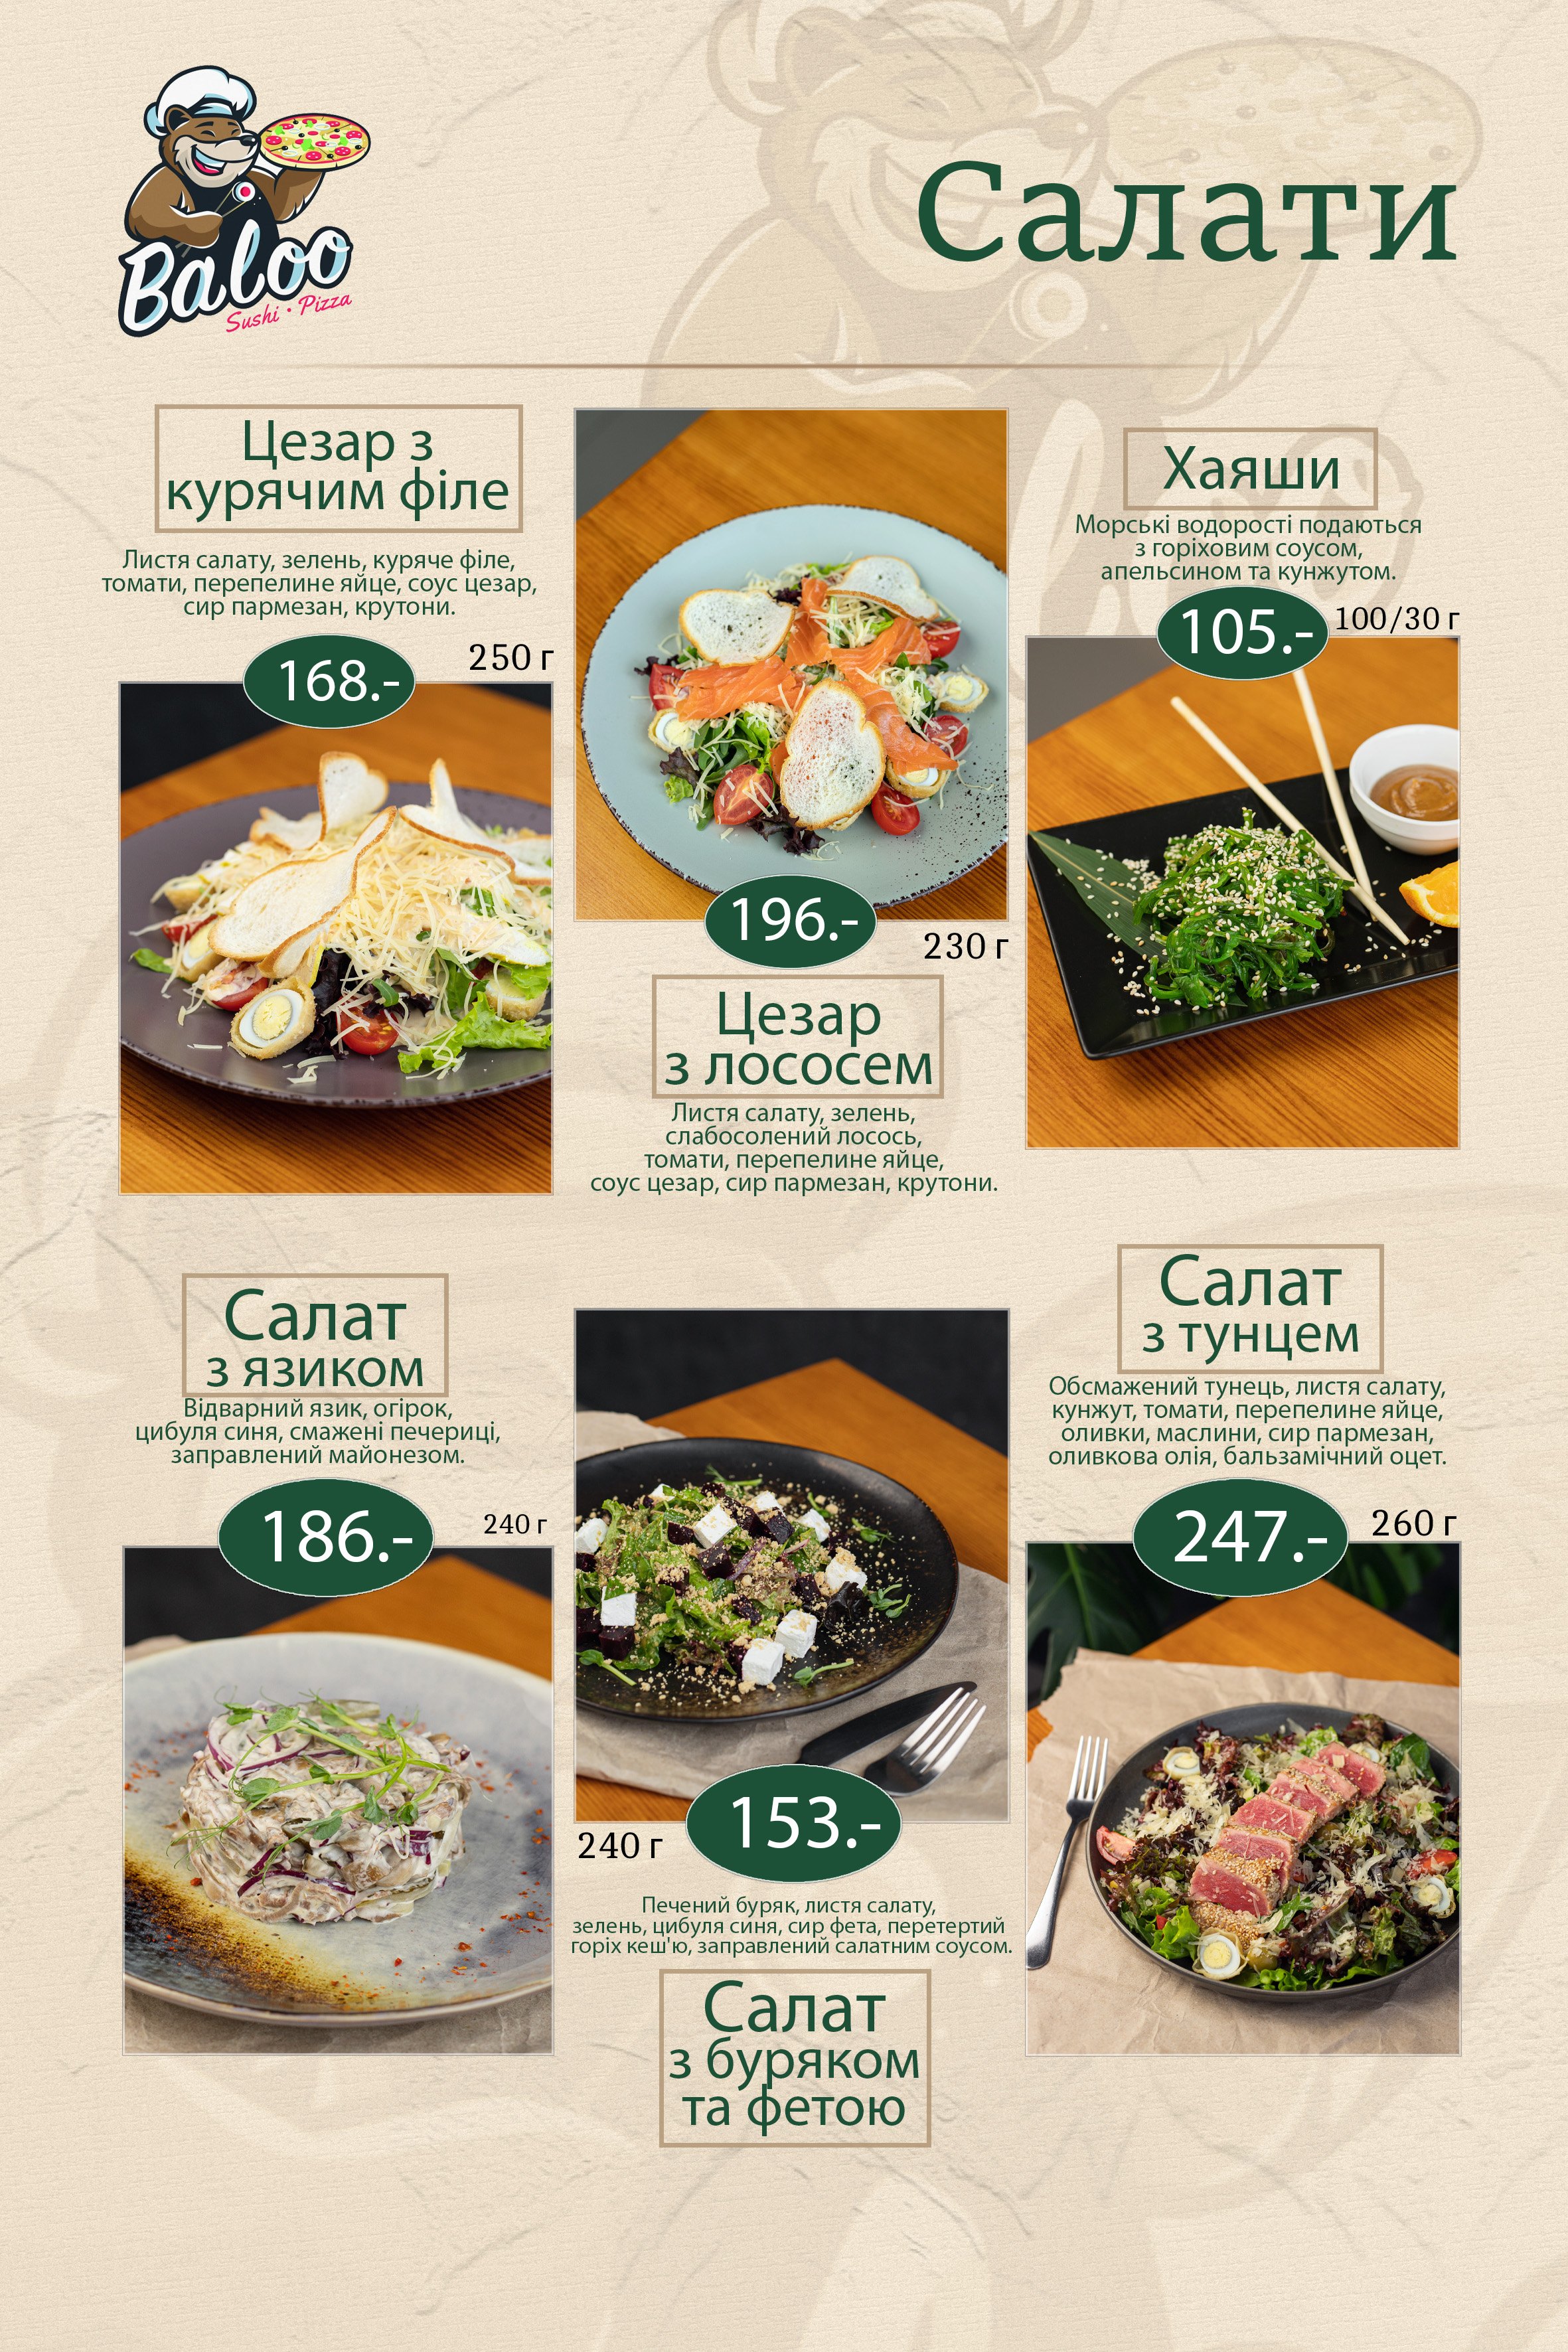 Baloo
Sushi • Pizza
Салати
Цезар з
курячим філе
Листя салату, зелень, куряче філе,
томати, перепелине яйце, соус цезар,
сир пармезан, крутони.
168.-
250 г
196.-
230 г
Цезар
з лососем
Листя салату, зелень,
слабосолений лосось,
томати, перепелине яйце,
соус цезар, сир пармезан, крутони.
Хаяши
Морські водорості подаються
з горіховим соусом,
апельсином та кунжутом.
105.-
100/30 г
Салат
з язиком
Відварний язик, огірок,
цибуля синя, смажені печериці,
заправлений майонезом.
186.-
240 г
153.-
240 г
Печений буряк, листя салату,
зелень, цибуля синя, сир фета, перетертий
горіх кеш'ю, заправлений салатним соусом.
Салат
з буряком
та фетою
Салат
з тунцем
Обсмажений тунець, листя салату,
кунжут, томати, перепелине яйце,
оливки, маслини, сир пармезан,
оливкова олія, бальзамічний оцет.
247.-
260 г